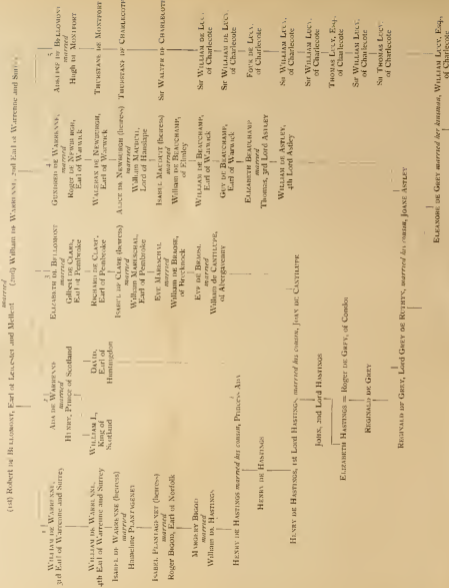 married
(1st) Robert de Bellomont, Earl of Leicester and Mellent (2nd) William de Warrenne, 2nd Earl of Warrenne and Surrey
William de Warrenne,
3rd Earl of Warrenne and Surrey
William de Warrenne,
4th Earl of Warrenne and Surrey
Isabel de Warrenne (heiress)
married
Hameline Plantagenet
Isabel Plantagenet (heiress)
married
Roger Bigod, Earl of Norfolk
Margery Bigod
married
William de Hastings
Henry de Hastings married his cousin, Princess Ada
Henry de Hastings
Henry de Hastings, 1st Lord Hastings, married his cousin, Joan de Cantilupe
John, 2nd Lord Hastings
Elizabeth Hastings = Roger de Grey, of Condor
Reginald de Grey
Reginald de Grey, Lord Grey de Ruthyn, married his cousin, Joane Astley
Eleanore de Grey married her kinsman, William Lucy, Esq.,
of Charlecote
Ada de Warrenne
married
Henry, Prince of Scotland
William I.,
King of
Scotland
David,
Earl of
Huntingdon
Elizabeth de Bellomont
married
Gilbert de Clare,
Earl of Pembroke
Richard de Clare,
Earl of Pembroke
Isabel de Clare (heiress)
married
William Mareschal,
Earl of Pembroke
Eve Mareschal
married
William de Braose,
of Brecknock
Eve de Braose
married
William de Cantilupe,
of Abergavenny
Gundred de Warrenne,
married
Roger de Newburgh,
Earl of Warwick
Waleran de Newburgh,
Earl of Warwick
Alice de Newburgh (heiress)
married
William Mauduit,
Lord of Hanslape
Isabel Mauduit (heiress)
married
William de Beauchamp,
of Elmley
William de Beauchamp,
Earl of Warwick
Guy de Beauchamp,
Earl of Warwick
Elizabeth Beauchamp
married
Thomas, 3rd Lord Astley
William de Astley,
4th Lord Astley
Adeline de Bellomont
married
Hugh de Montfort
Thurstane de Montfort
Thurstane de Charlecote
Sir Walter de Charlecote
Sir William de Lucy,
of Charlecote
Sir William de Lucy,
of Charlecote
Fouk de Lucy,
of Charlecote
Sir William Lucy,
of Charlecote
Sir William Lucy,
of Charlecote
Thomas Lucy, Esq.,
of Charlecote
Sir William Lucy,
of Charlecote
Sir Thomas Lucy,
of Charlecote